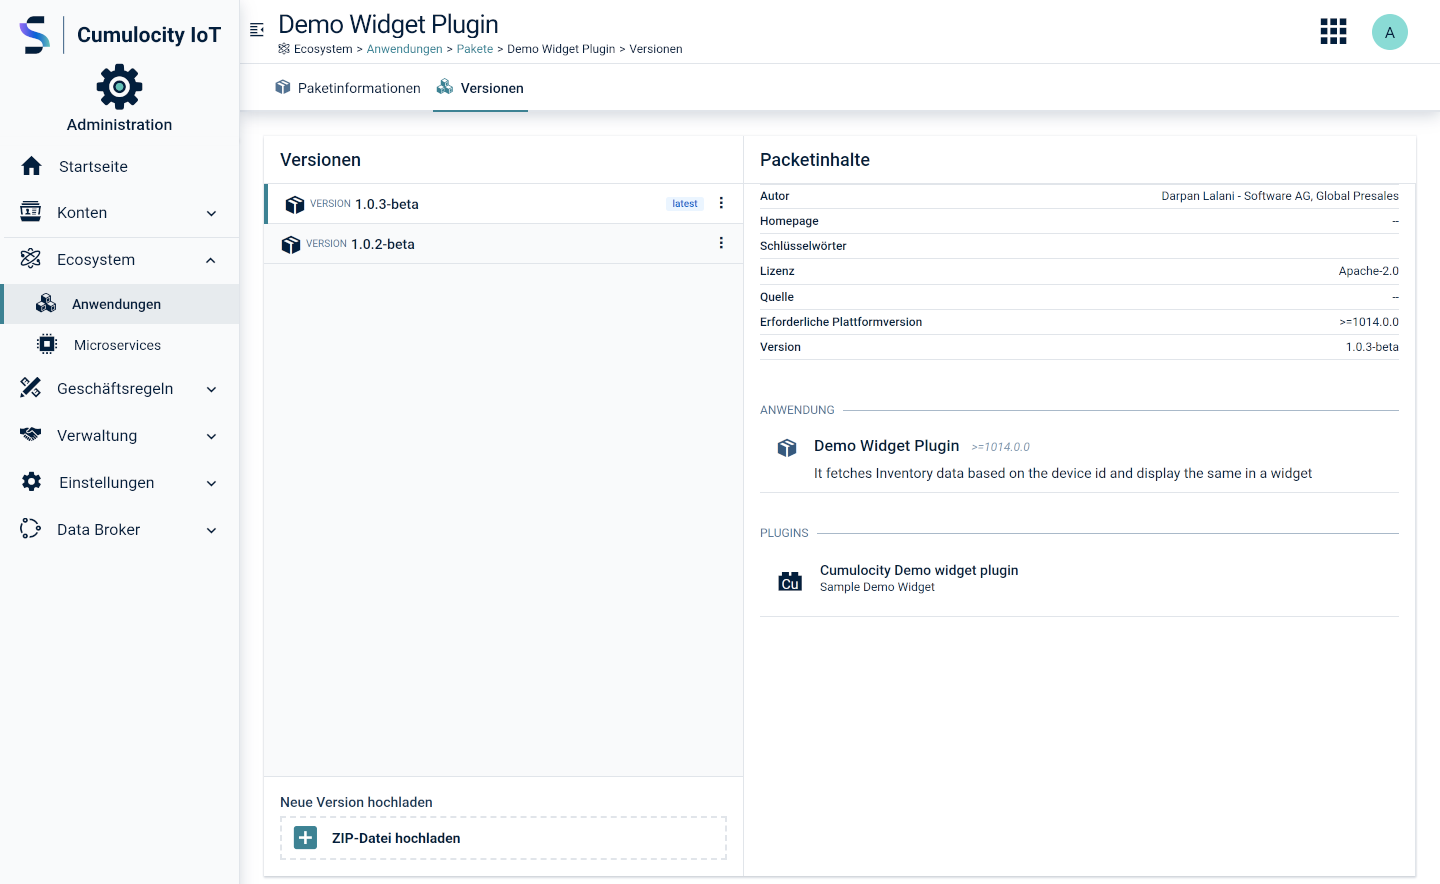 Cumulocity IoT
Administration
Startseite
Konten
Ecosystem
Anwendungen
Microservices
Geschäftsregeln
Verwaltung
Einstellungen
Data Broker
Demo Widget Plugin
Ecosystem > Anwendungen > Pakete > Demo Widget Plugin > Versionen
A
Paketinformationen
Versionen
Versionen
VERSION 1.0.3-beta latest
VERSION 1.0.2-beta
Neue Version hochladen
ZIP-Datei hochladen
Packetinhalte
Autor Darpan Lalani - Software AG, Global Presales
Homepage --
Schlüsselwörter
Lizenz Apache-2.0
Quelle --
Erforderliche Plattformversion >=1014.0.0
Version 1.0.3-beta
ANWENDUNG
Demo Widget Plugin >=1014.0.0
It fetches Inventory data based on the device id and display the same in a widget
PLUGINS
Cu
Cumulocity Demo widget plugin
Sample Demo Widget